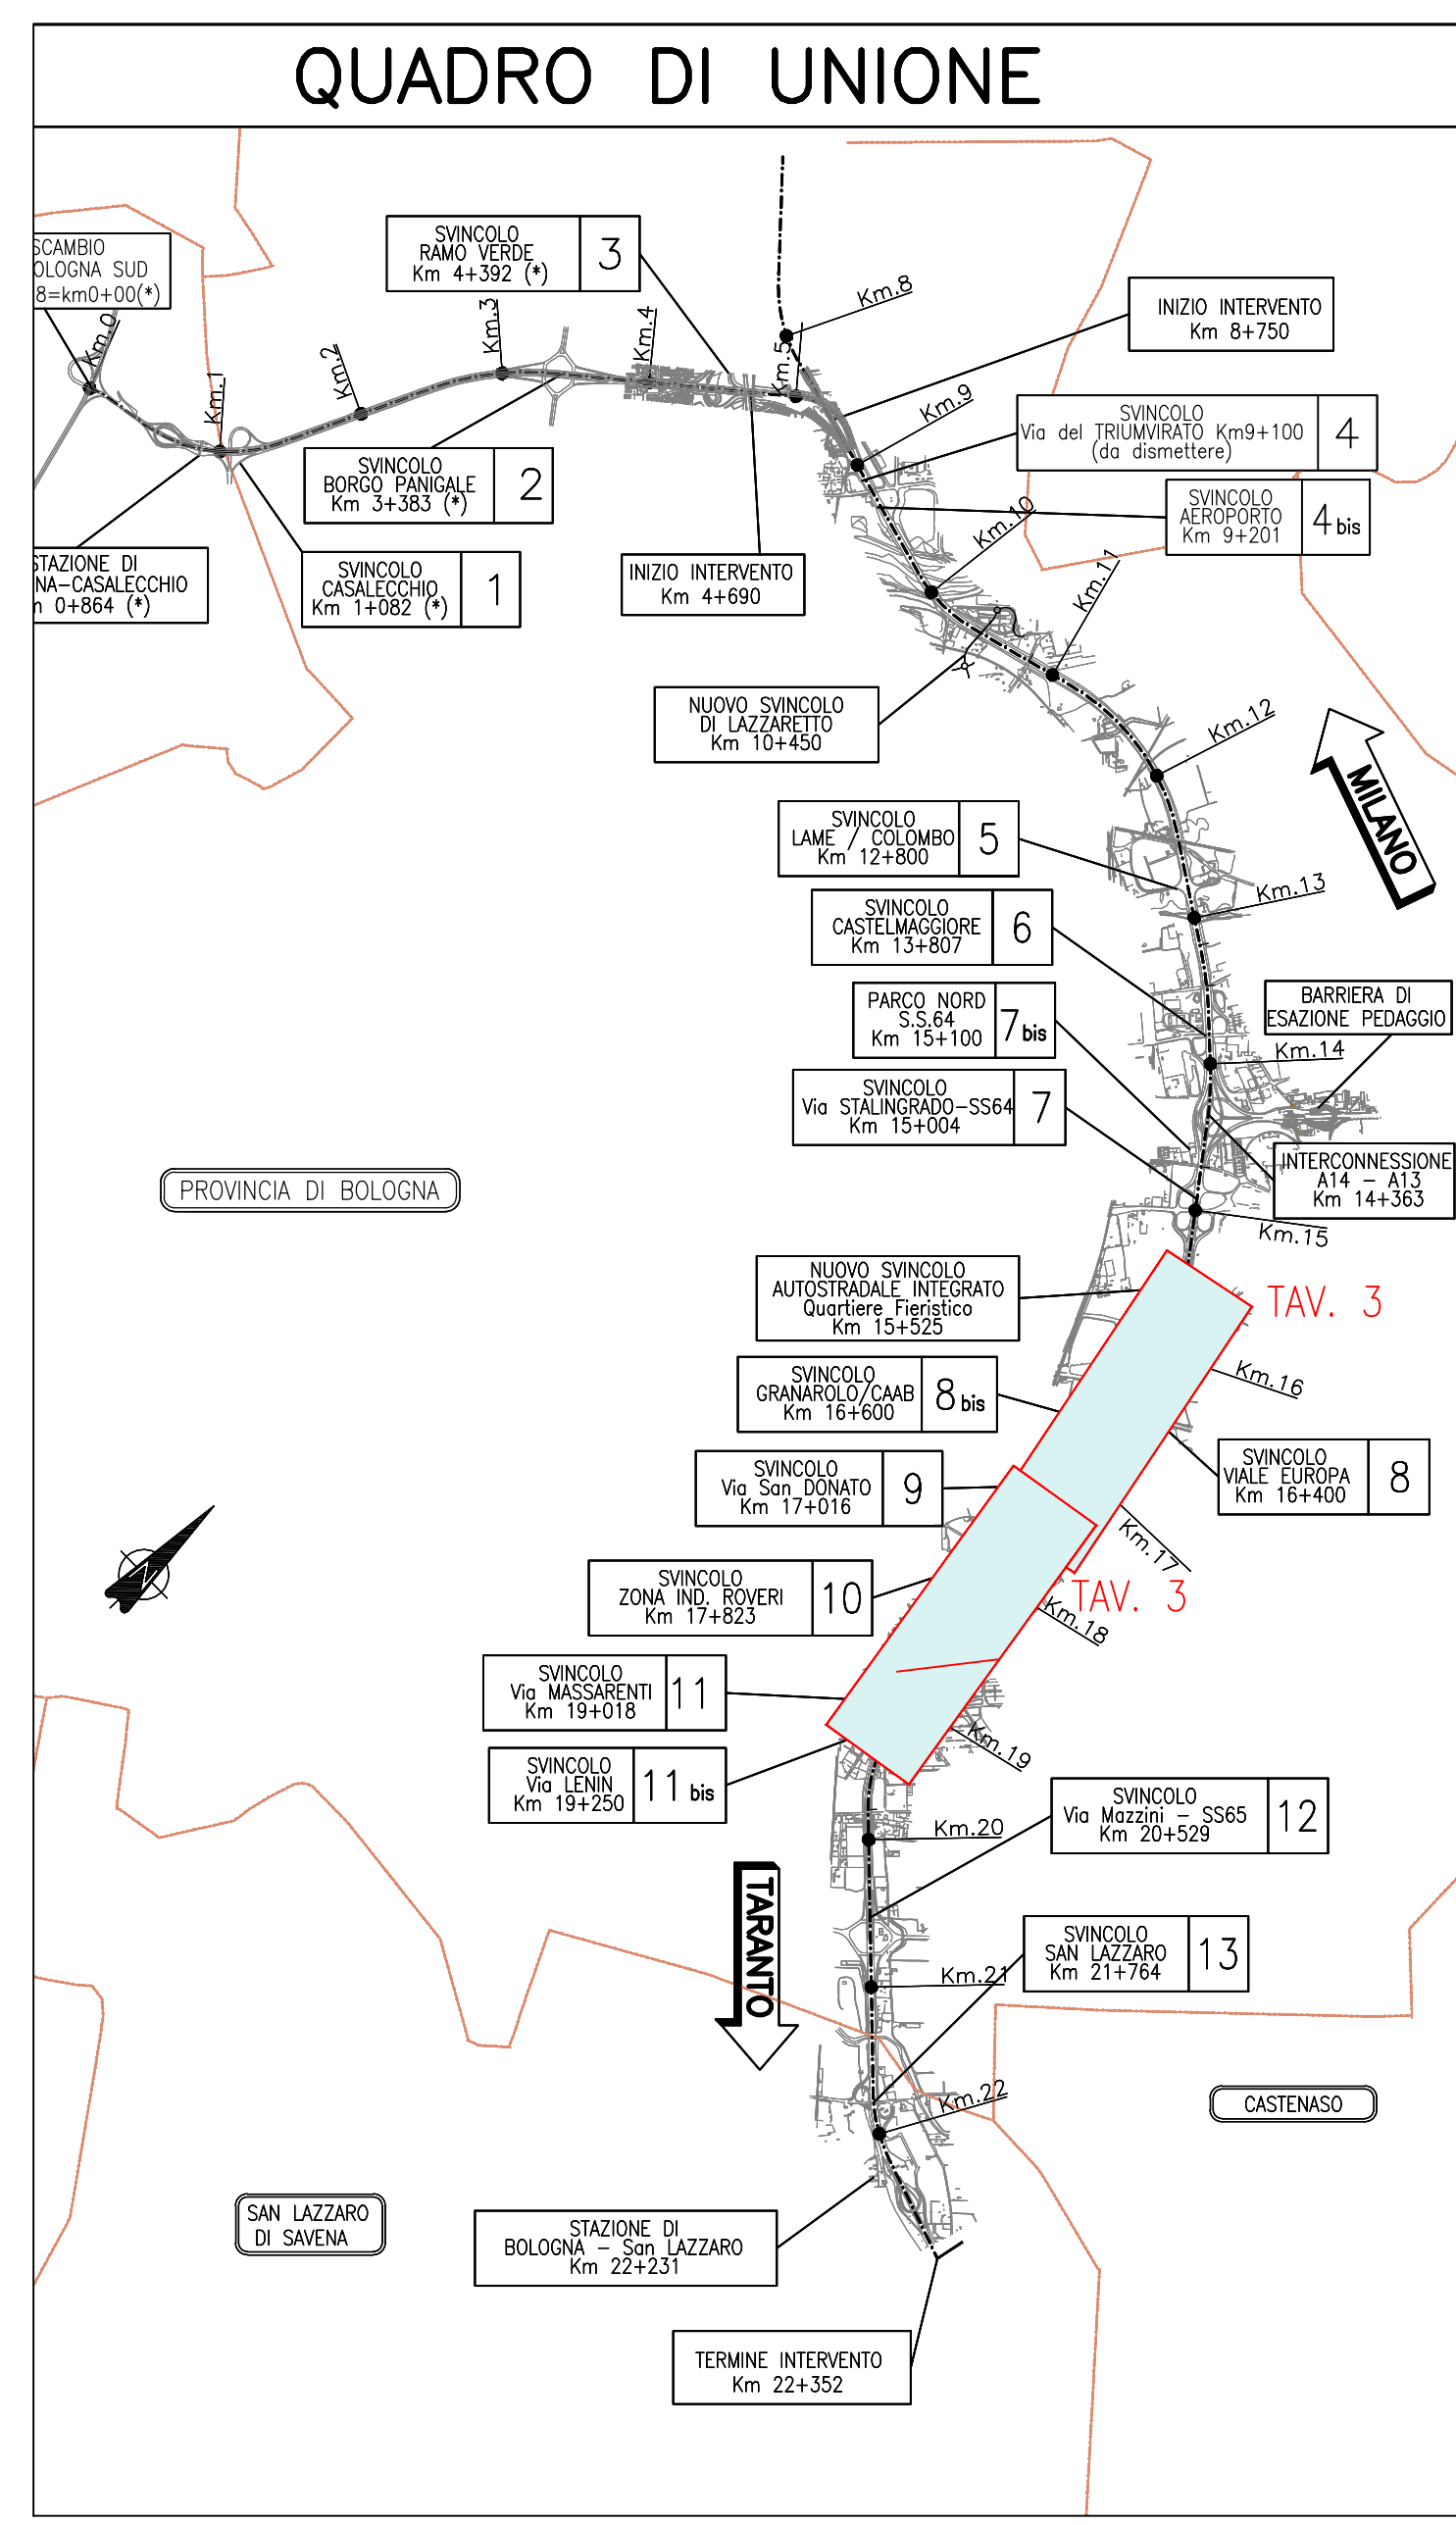 QUADRO DI UNIONE
SCAMBIO
OLOGNA SUD
8=km0+00(*)
SVINCOLO
RAMO VERDE
Km 4+392 (*)
3
Km.0
Km.1
Km.2
Km.3
Km.4
Km.5
Km.8
INIZIO INTERVENTO
Km 8+750
Km.9
SVINCOLO
Via del TRIUMVIRATO Km9+100
(da dismettere)
4
SVINCOLO
BORGO PANIGALE
Km 3+383 (*)
2
SVINCOLO
AEROPORTO
Km 9+201
4 bis
Km.10
STAZIONE DI
NA-CASALECCHIO
0+864 (*)
SVINCOLO
CASALECCHIO
Km 1+082 (*)
1
INIZIO INTERVENTO
Km 4+690
Km.11
NUOVO SVINCOLO
DI LAZZARETTO
Km 10+450
Km.12
MILANO
SVINCOLO
LAME / COLOMBO
Km 12+800
5
Km.13
SVINCOLO
CASTELMAGGIORE
Km 13+807
6
PARCO NORD
S.S.64
Km 15+100
7 bis
BARRIERA DI
ESAZIONE PEDAGGIO
Km.14
SVINCOLO
Via STALINGRADO-SS64
Km 15+004
7
INTERCONNESSIONE
A14 - A13
Km 14+363
PROVINCIA DI BOLOGNA
Km.15
NUOVO SVINCOLO
AUTOSTRADALE INTEGRATO
Quartiere Fieristico
Km 15+525
TAV. 3
SVINCOLO
GRANAROLO/CAAB
Km 16+600
8 bis
Km.16
SVINCOLO
VIALE EUROPA
Km 16+400
8
SVINCOLO
Via San DONATO
Km 17+016
9
Km.17
SVINCOLO
ZONA IND. ROVERI
Km 17+823
10
TAV. 3
Km.18
SVINCOLO
Via MASSARENTI
Km 19+018
11
Km.19
SVINCOLO
Via LENIN
Km 19+250
11 bis
SVINCOLO
Via Mazzini - SS65
Km 20+529
12
Km.20
TARANTO
SVINCOLO
SAN LAZZARO
Km 21+764
13
Km.21
Km.22
CASTENASO
SAN LAZZARO
DI SAVENA
STAZIONE DI
BOLOGNA - San LAZZARO
Km 22+231
TERMINE INTERVENTO
Km 22+352